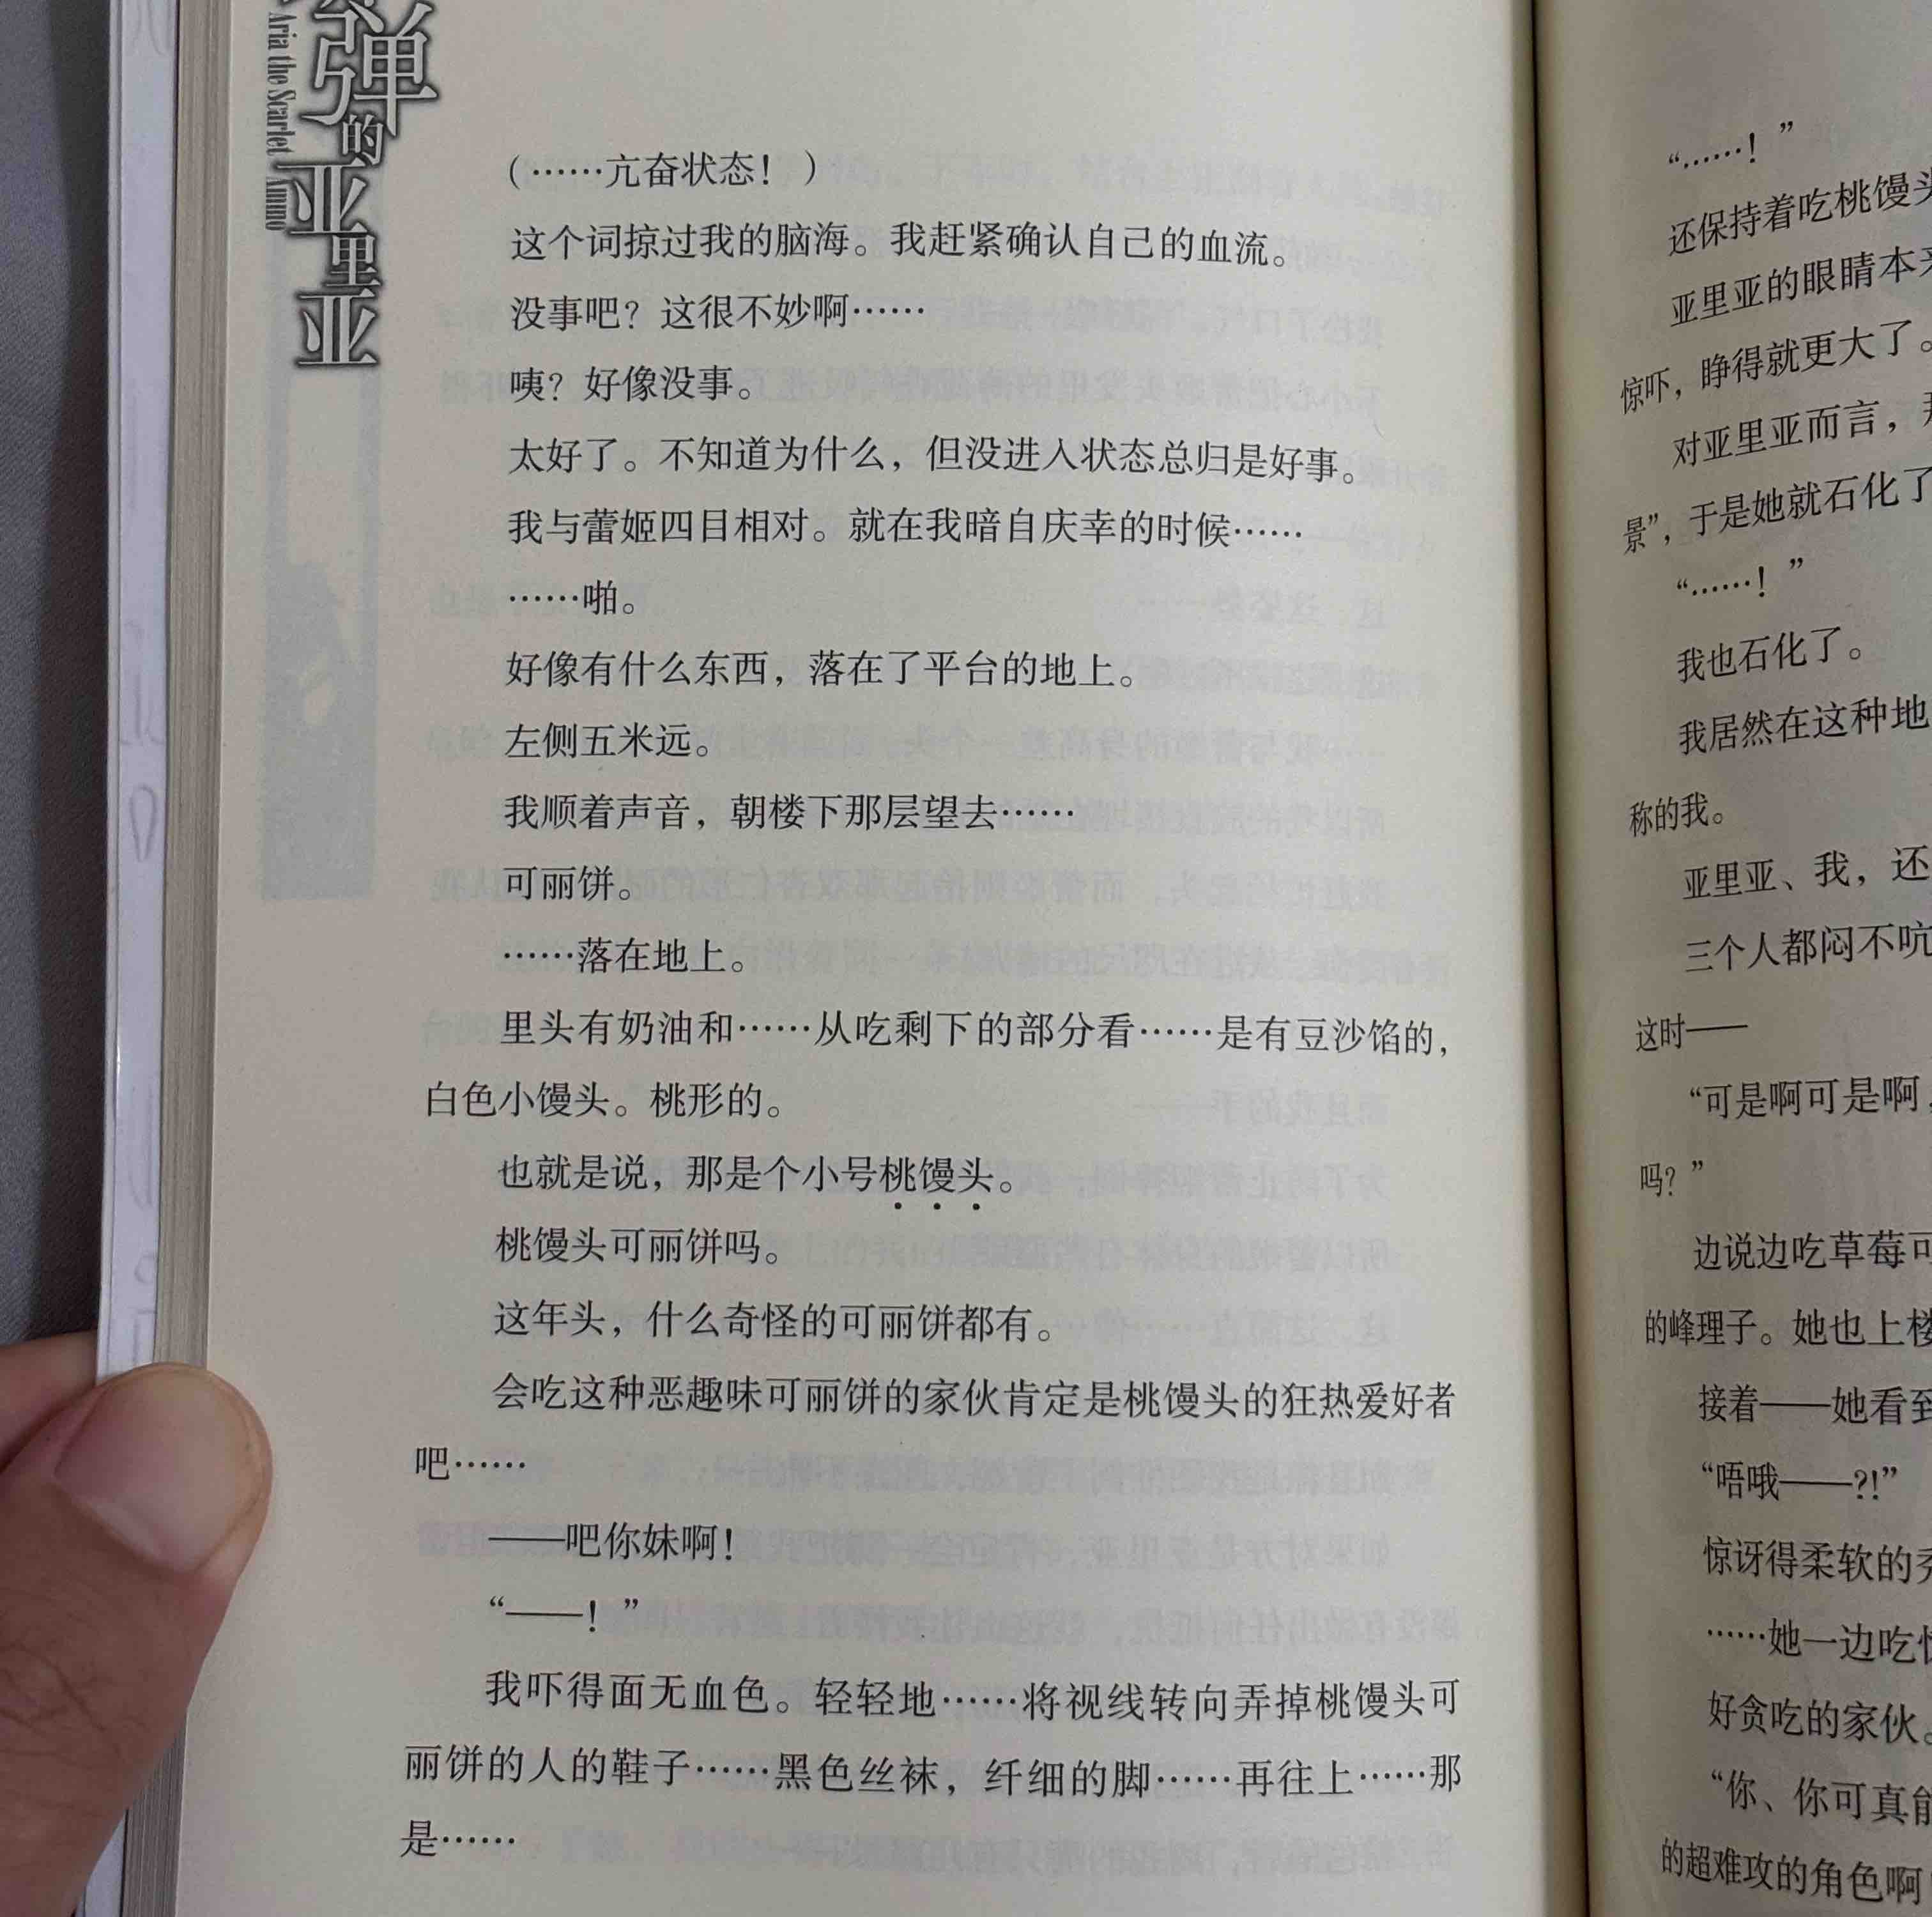 弹的亚里亚
Aria the Scarlet Ammo
（……亢奋状态！）
这个词掠过我的脑海。我赶紧确认自己的血流。
没事吧？这很不妙啊……
咦？好像没事。
太好了。不知道为什么，但没进入状态总归是好事。
我与蕾姬四目相对。就在我暗自庆幸的时候……
……啪。
好像有什么东西，落在了平台的地上。
左侧五米远。
我顺着声音，朝楼下那层望去……
可丽饼。
……落在地上。
里头有奶油和……从吃剩下的部分看……是有豆沙馅的，
白色小馒头。桃形的。
也就是说，那是个小号桃馒头。
桃馒头可丽饼吗。
这年头，什么奇怪的可丽饼都有。
会吃这种恶趣味可丽饼的家伙肯定是桃馒头的狂热爱好者
吧……
——吧你妹啊！
“——！”
我吓得面无血色。轻轻地……将视线转向弄掉桃馒头可
丽饼的人的鞋子……黑色丝袜，纤细的脚……再往上……那
是……
“……！”
还保持着吃桃馒头
亚里亚的眼睛本来
惊吓，睁得就更大了。
对亚里亚而言，
景”，于是她就石化了
“……！”
我也石化了。
我居然在这种地
称的我。
亚里亚、我，还
三个人都闷不吭
这时——
“可是啊可是啊，
吗？”
边说边吃草莓可
的峰理子。她也上楼
接着——她看到
“唔哦——?!”
惊讶得柔软的
……她一边吃惊
好贪吃的家伙。
“你、你可真能
的超难攻的角色啊